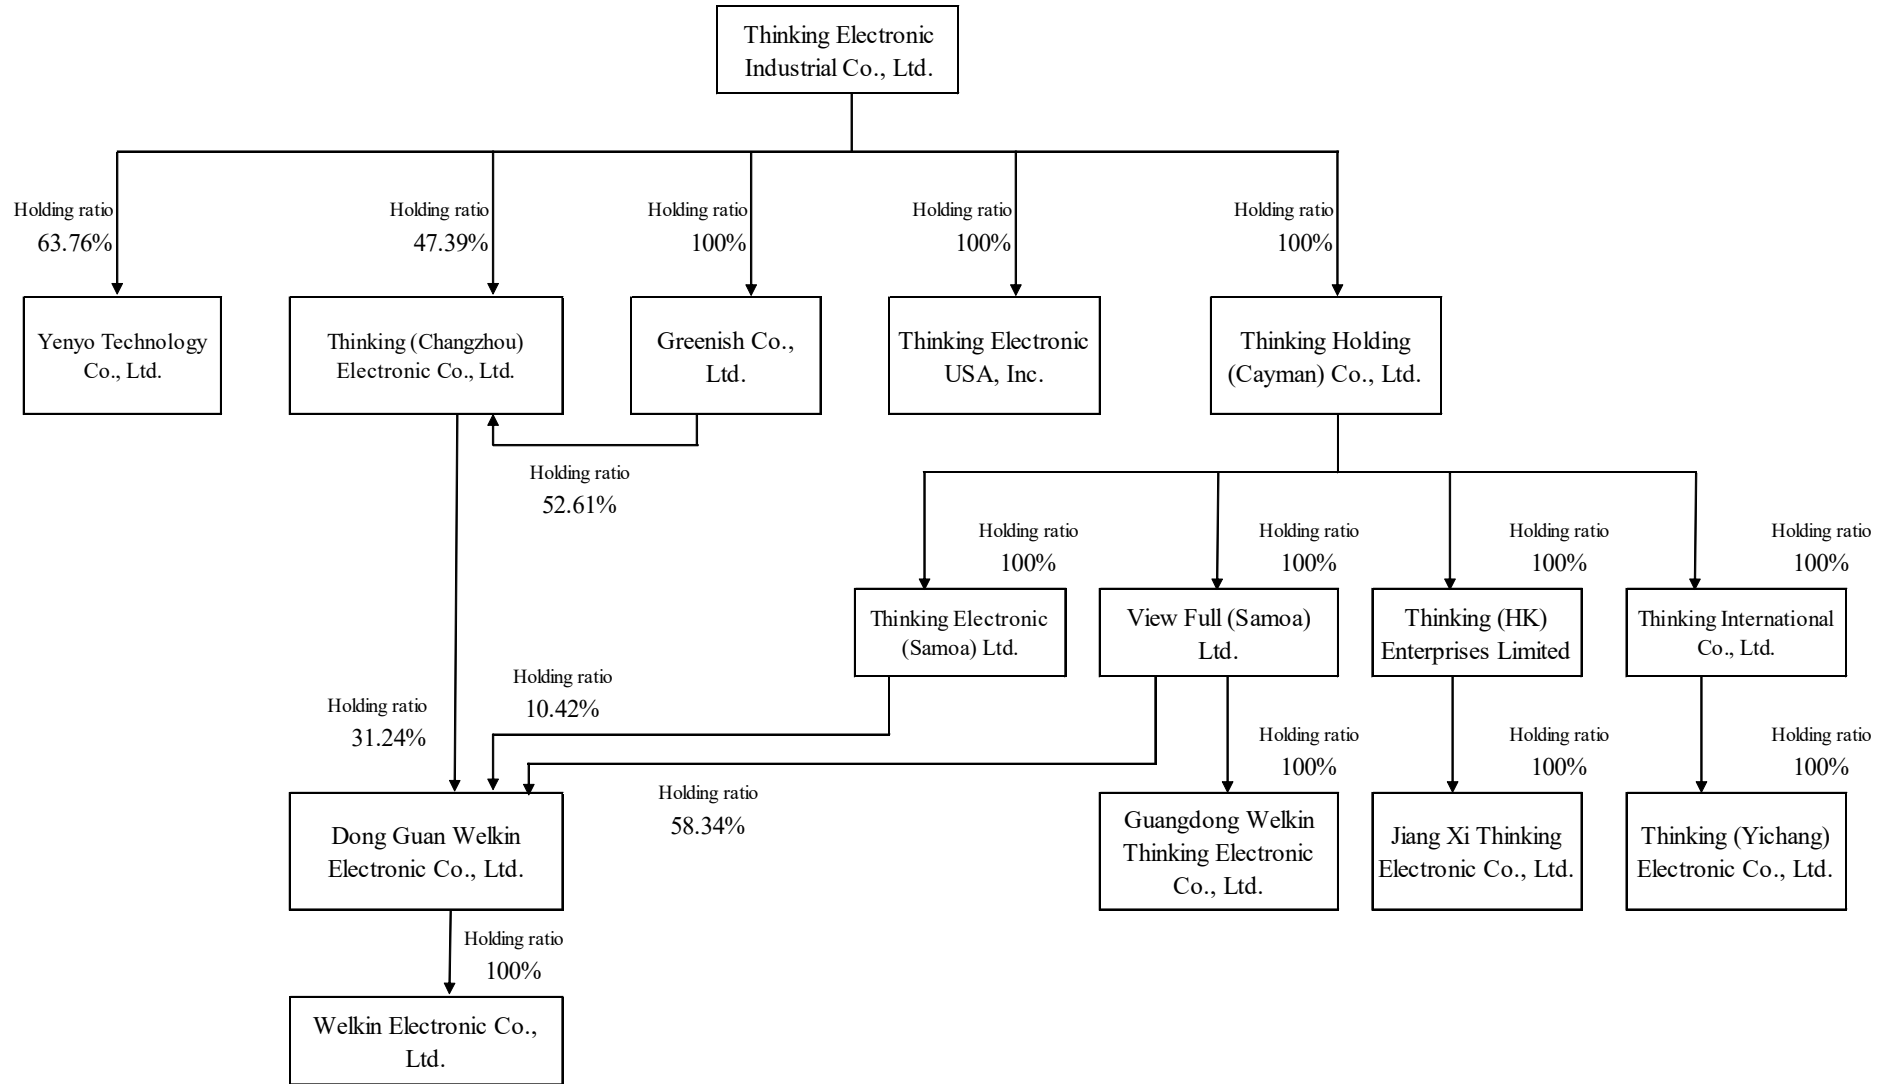 Thinking Electronic
Industrial Co., Ltd.
Holding ratio
63.76%
Holding ratio
47.39%
Holding ratio
100%
Holding ratio
100%
Holding ratio
100%
Yenyo Technology
Co., Ltd.
Thinking (Changzhou)
Electronic Co., Ltd.
Greenish Co.,
Ltd.
Thinking Electronic
USA, Inc.
Thinking Holding
(Cayman) Co., Ltd.
Holding ratio
52.61%
Holding ratio
100%
Holding ratio
100%
Holding ratio
100%
Holding ratio
100%
Thinking Electronic
(Samoa) Ltd.
View Full (Samoa)
Ltd.
Thinking (HK)
Enterprises Limited
Thinking International
Co., Ltd.
Holding ratio
31.24%
Holding ratio
10.42%
Holding ratio
58.34%
Holding ratio
100%
Holding ratio
100%
Holding ratio
100%
Dong Guan Welkin
Electronic Co., Ltd.
Guangdong Welkin
Thinking Electronic
Co., Ltd.
Jiang Xi Thinking
Electronic Co., Ltd.
Thinking (Yichang)
Electronic Co., Ltd.
Holding ratio
100%
Welkin Electronic Co.,
Ltd.